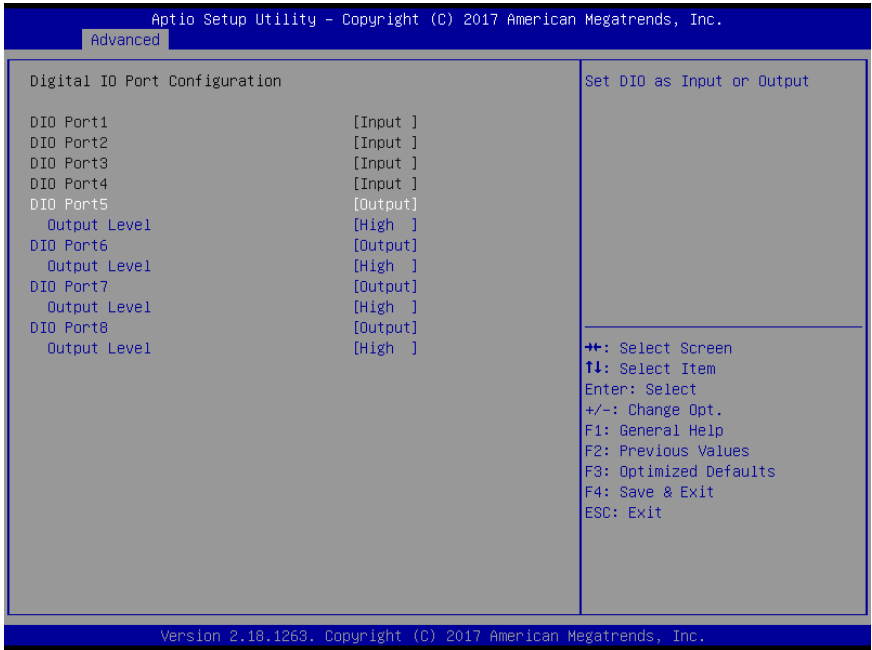 Aptio Setup Utility – Copyright (C) 2017 American Megatrends, Inc.
Advanced
Digital IO Port Configuration
DIO Port1 [Input ]
DIO Port2 [Input ]
DIO Port3 [Input ]
DIO Port4 [Input ]
DIO Port5 [Output]
Output Level [High ]
DIO Port6 [Output]
Output Level [High ]
DIO Port7 [Output]
Output Level [High ]
DIO Port8 [Output]
Output Level [High ]
Set DIO as Input or Output
→←: Select Screen
↑↓: Select Item
Enter: Select
+/-: Change Opt.
F1: General Help
F2: Previous Values
F3: Optimized Defaults
F4: Save & Exit
ESC: Exit
Version 2.18.1263. Copyright (C) 2017 American Megatrends, Inc.